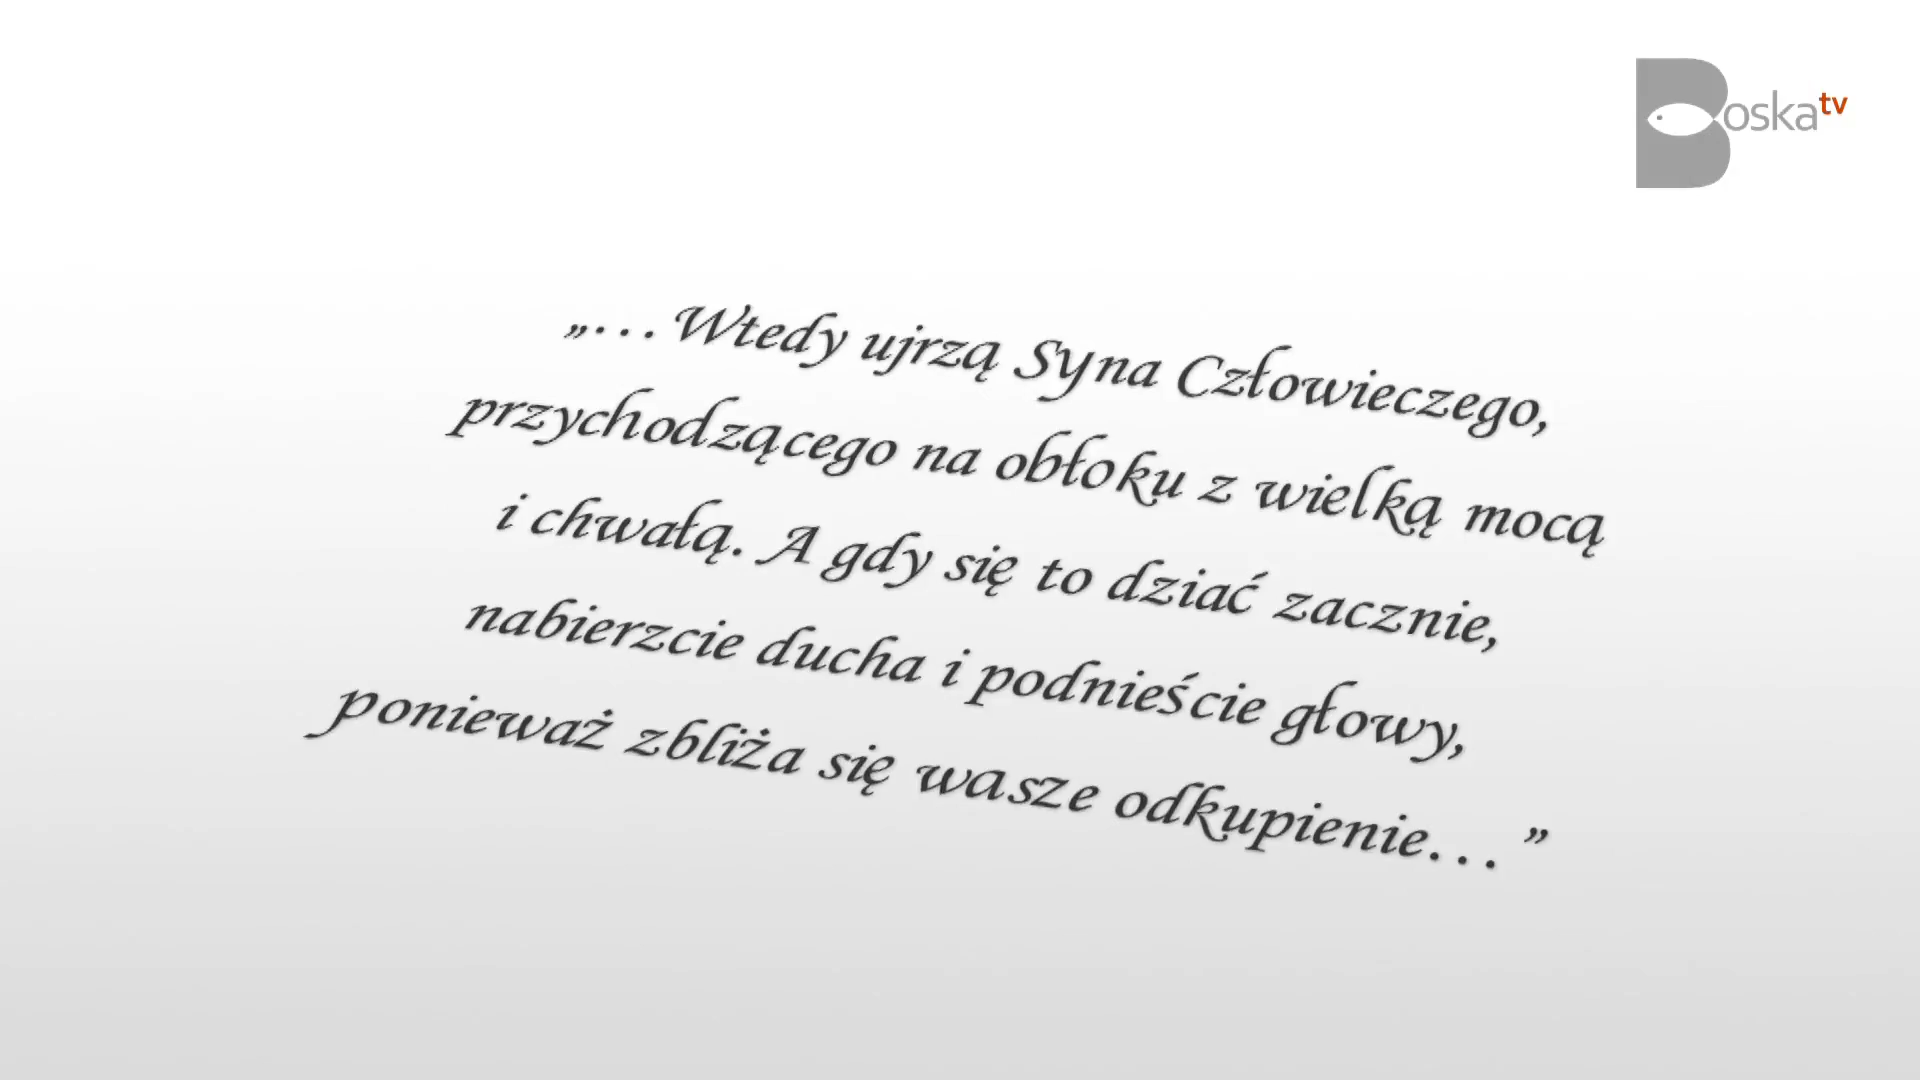 Boska tv
„… Wtedy ujrzą Syna Człowieczego,
przychodzącego na obłoku z wielką mocą
i chwałą. A gdy się to dziać zacznie,
nabierzcie ducha i podnieście głowy,
ponieważ zbliża się wasze odkupienie… ”